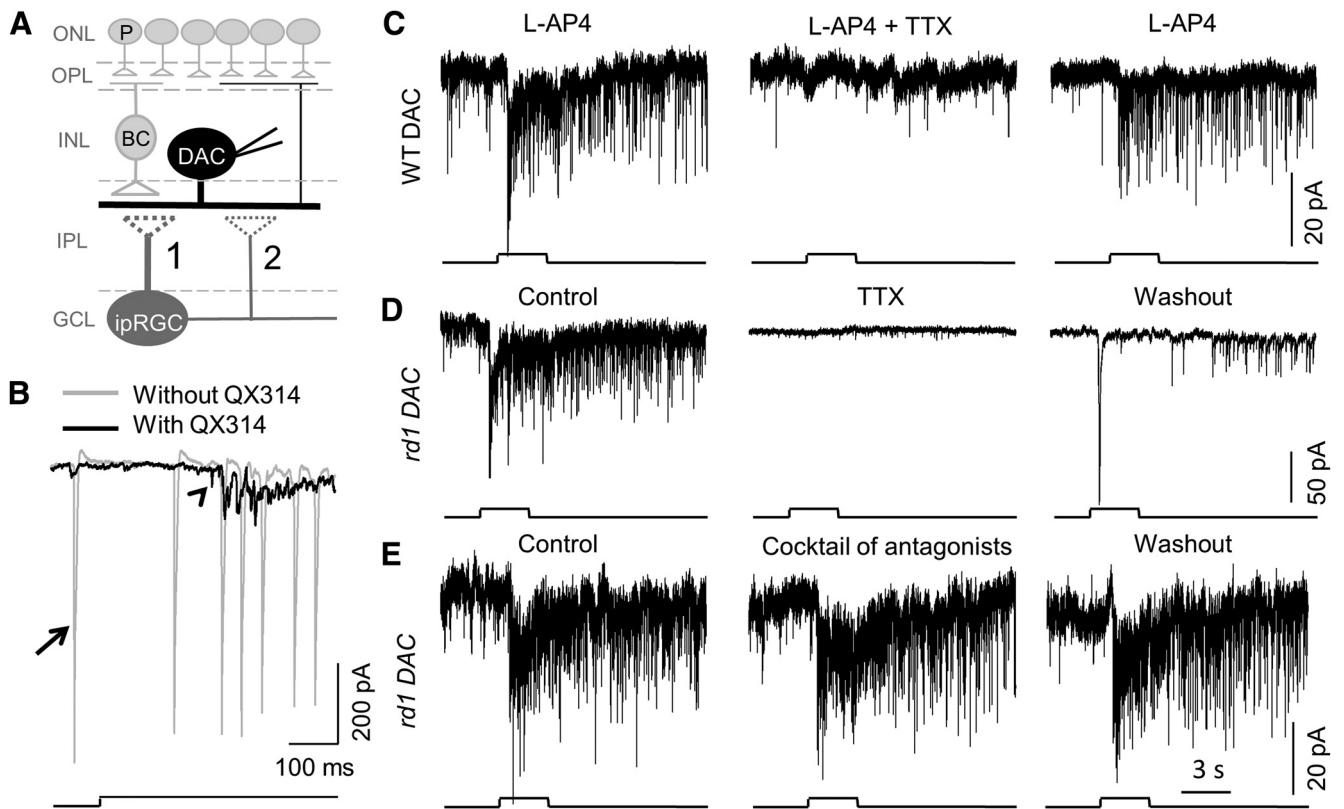 A
ONL
P
OPL
INL
BC
DAC
IPL
1
2
GCL
ipRGC
B
Without QX314
With QX314
200 pA
100 ms
C
L-AP4
L-AP4 + TTX
L-AP4
WT DAC
20 pA
D
Control
TTX
Washout
rd1 DAC
50 pA
E
Control
Cocktail of antagonists
Washout
rd1 DAC
3 s
20 pA